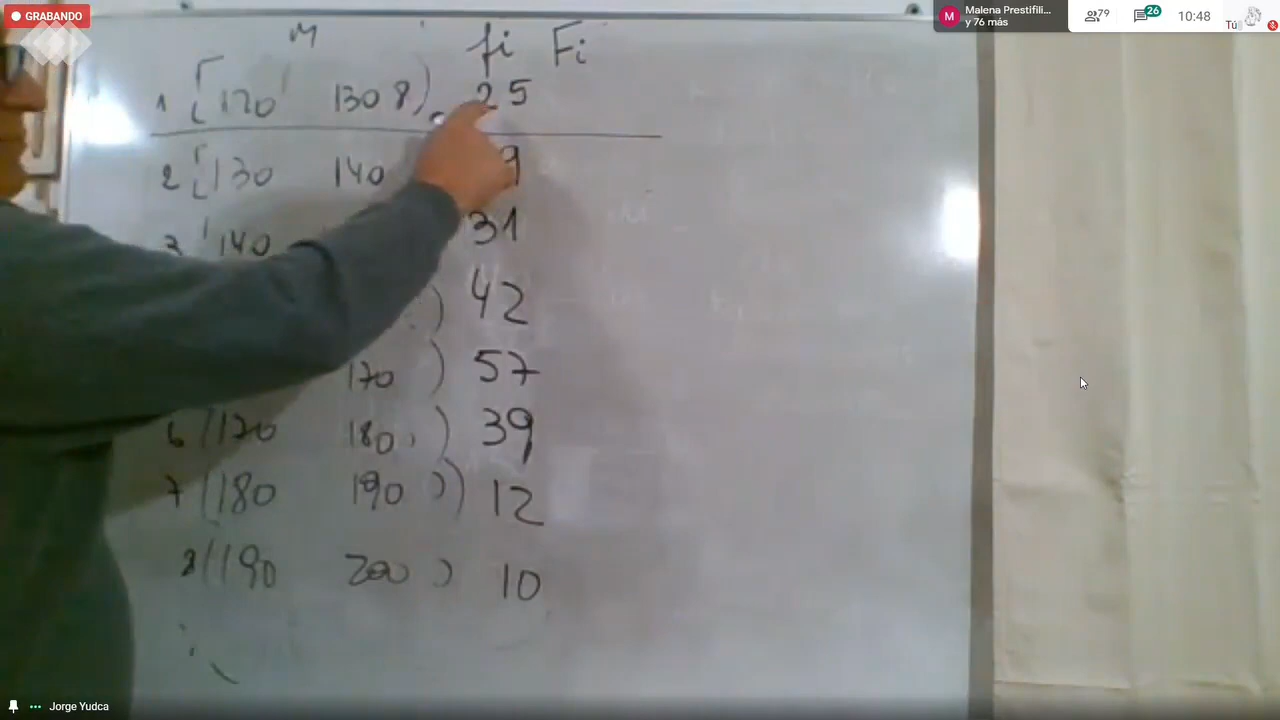 GRABANDO
Malena Prestifili...
y 76 más
79
26
10:48
Tú
fi Fi
1 [120 130) 25
2 [130 140 9
3 140 31
) 42
170 ) 57
6 [170 180) 39
7 [180 190) 12
8 [190 200) 10
Jorge Yudca